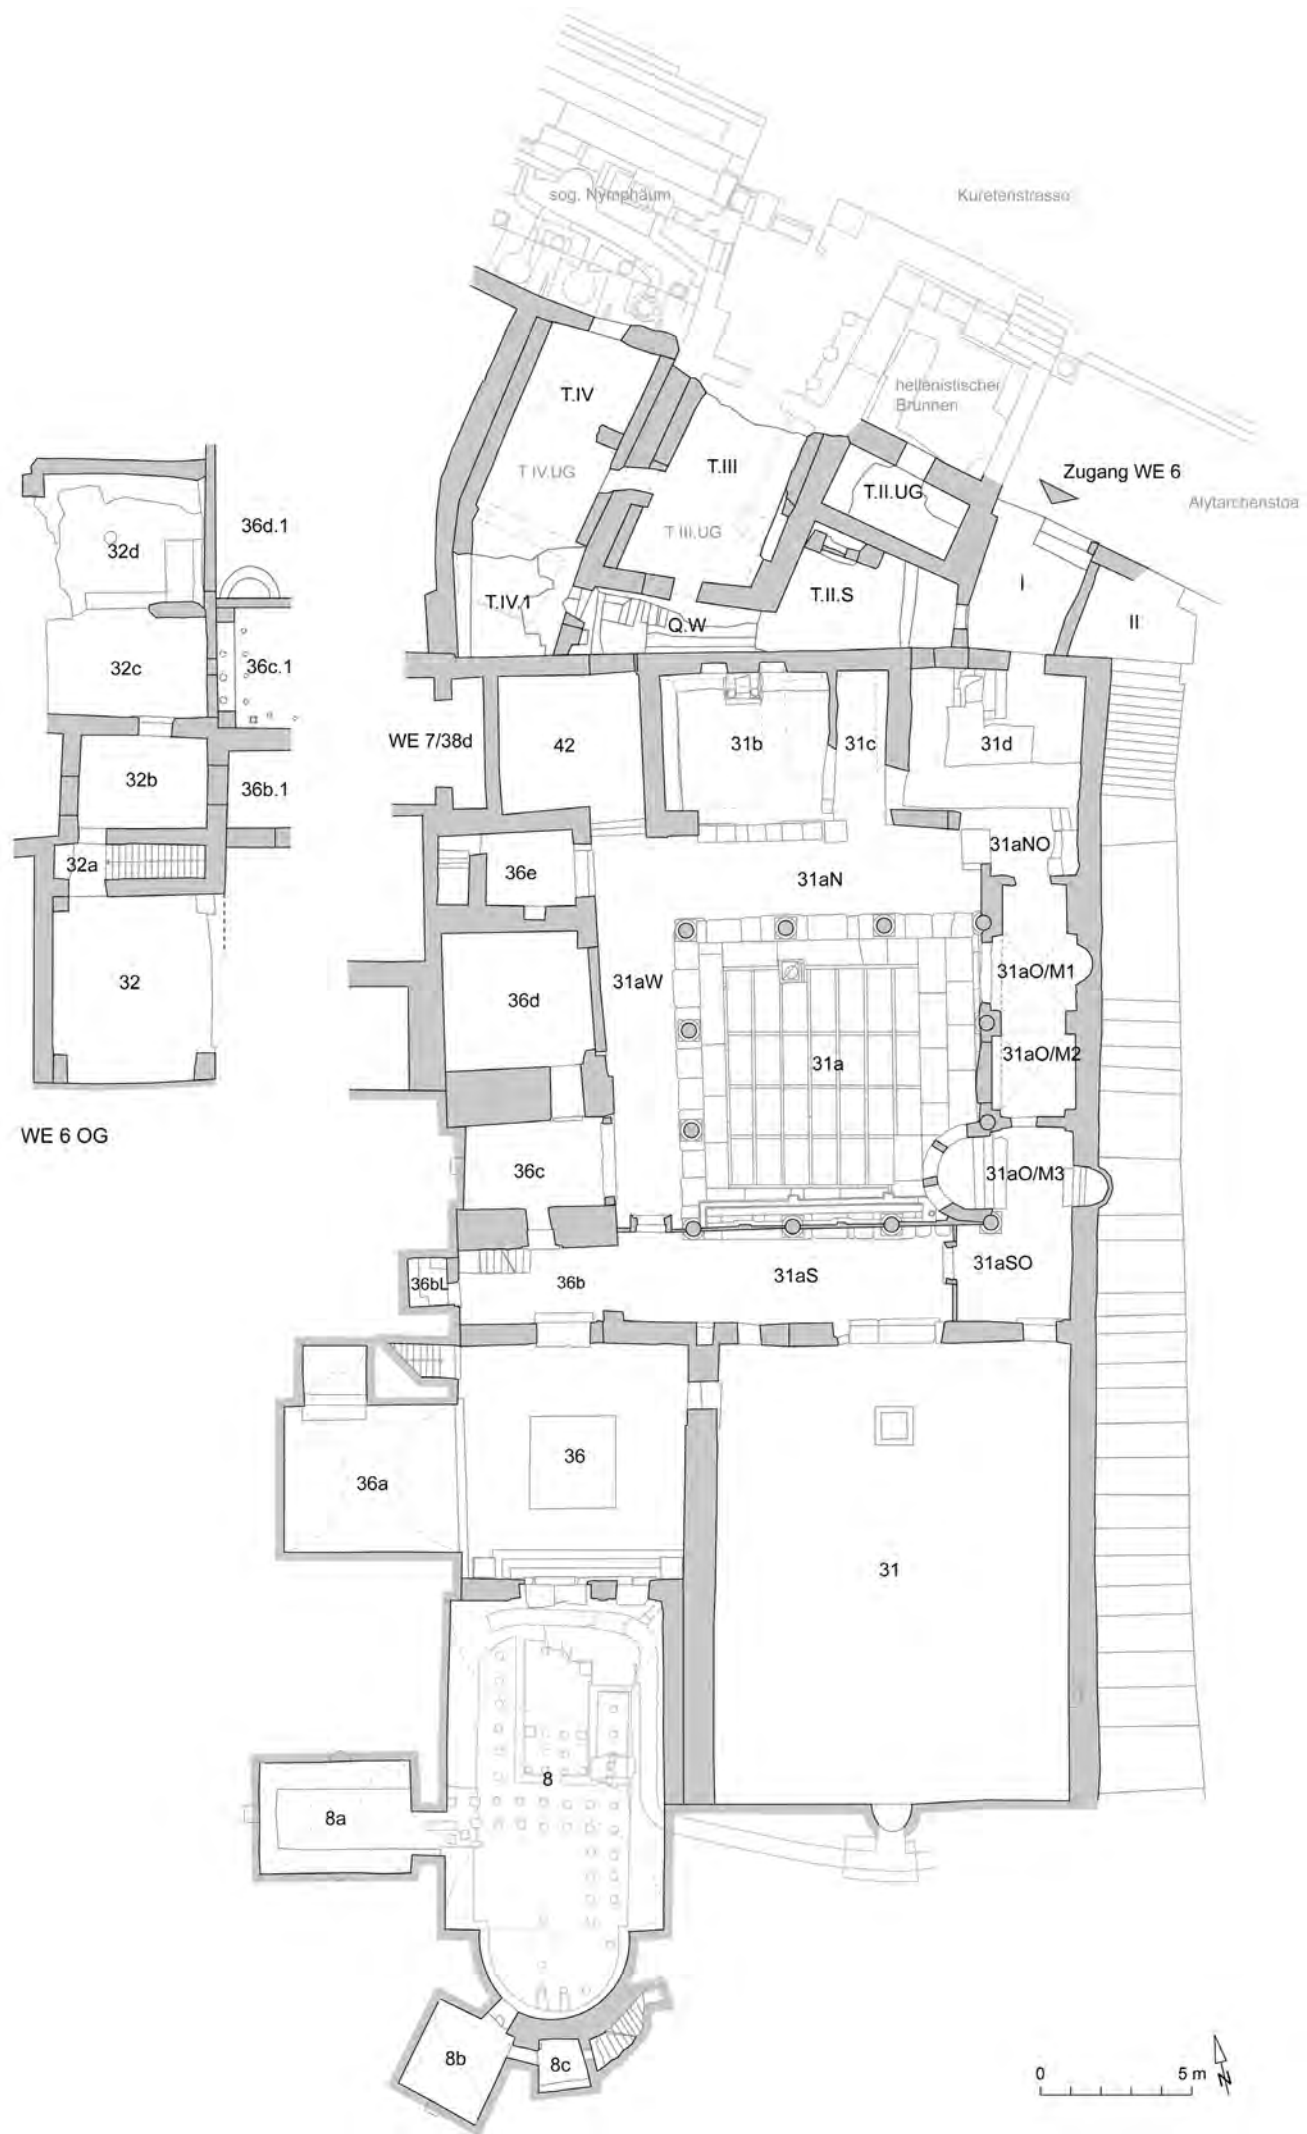 sog. Nymphäum
Kuretenstrasse
hellenistischer
Brunnen
T.IV
T.III
T.II.UG
Zugang WE 6
Alytarchenstoa
T IV.UG
T III.UG
T.IV.1
Q.W
T.II.S
I
II
32d
36d.1
32c
36c.1
32b
36b.1
32a
32
WE 6 OG
WE 7/38d
42
31b
31c
31d
36e
31aN
31aNO
36d
31aW
31aO/M1
31a
31aO/M2
36c
31aO/M3
36bL
36b
31aS
31aSO
36a
36
31
8
8a
8b
8c
0
5 m
N